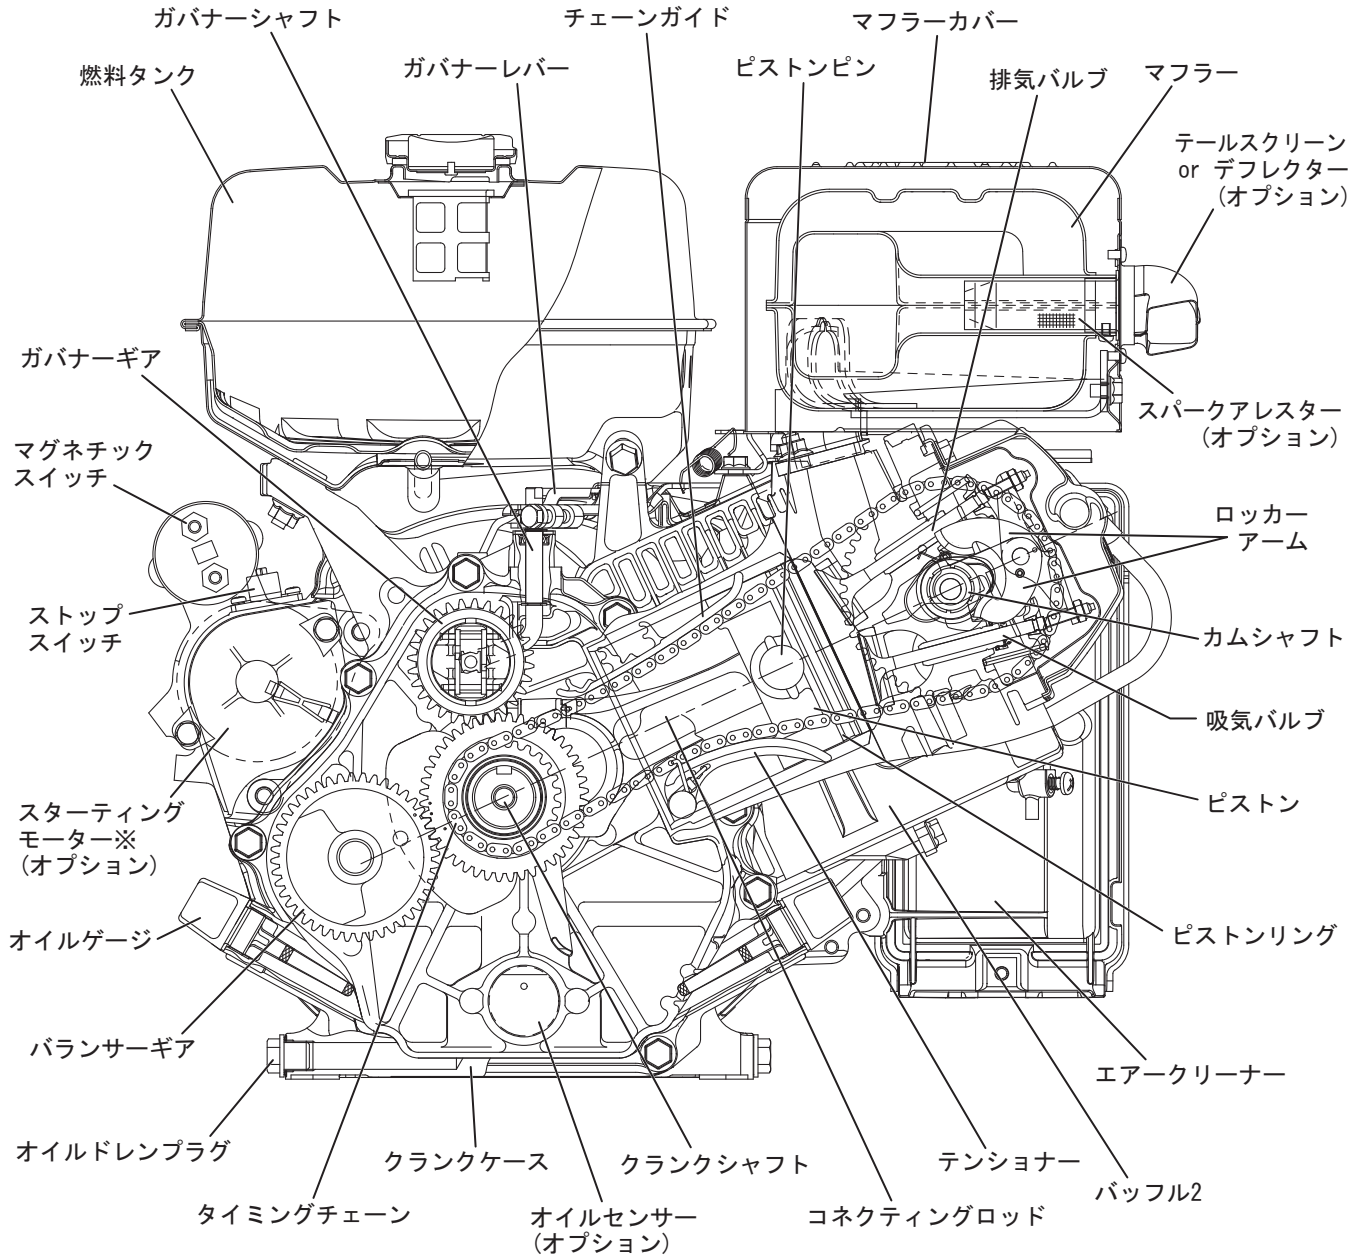 ガバナーシャフト
チェーンガイド
マフラーカバー
燃料タンク
ガバナーレバー
ピストンピン
排気バルブ
マフラー
テールスクリーン
or デフレクター
(オプション)
ガバナーギア
スパークアレスター
(オプション)
マグネチック
スイッチ
ロッカー
アーム
ストップ
スイッチ
カムシャフト
吸気バルブ
スターティング
モーター※
(オプション)
ピストン
オイルゲージ
ピストンリング
バランサーギア
エアークリーナー
オイルドレンプラグ
クランクケース
クランクシャフト
テンショナー
バッフル2
タイミングチェーン
オイルセンサー
(オプション)
コネクティングロッド